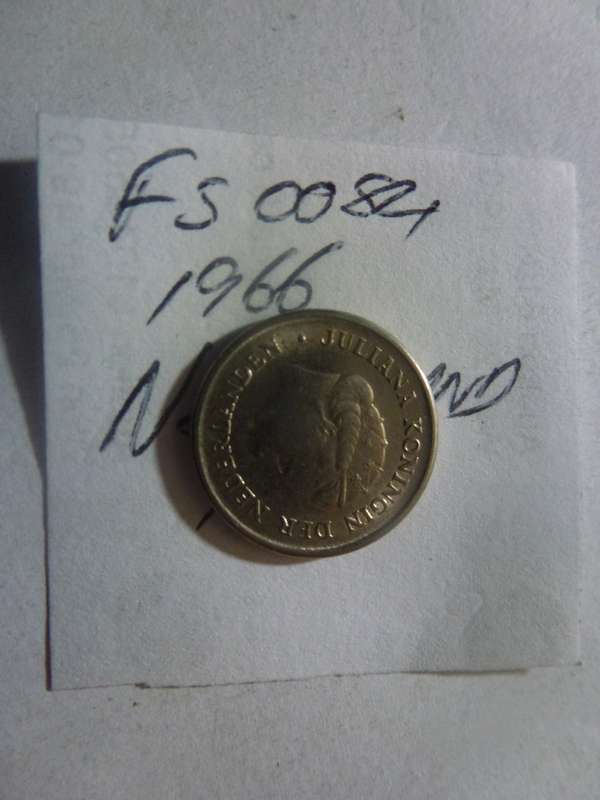 FS 0084
1966
JULIANA KONINGIN DER NEDERLANDEN